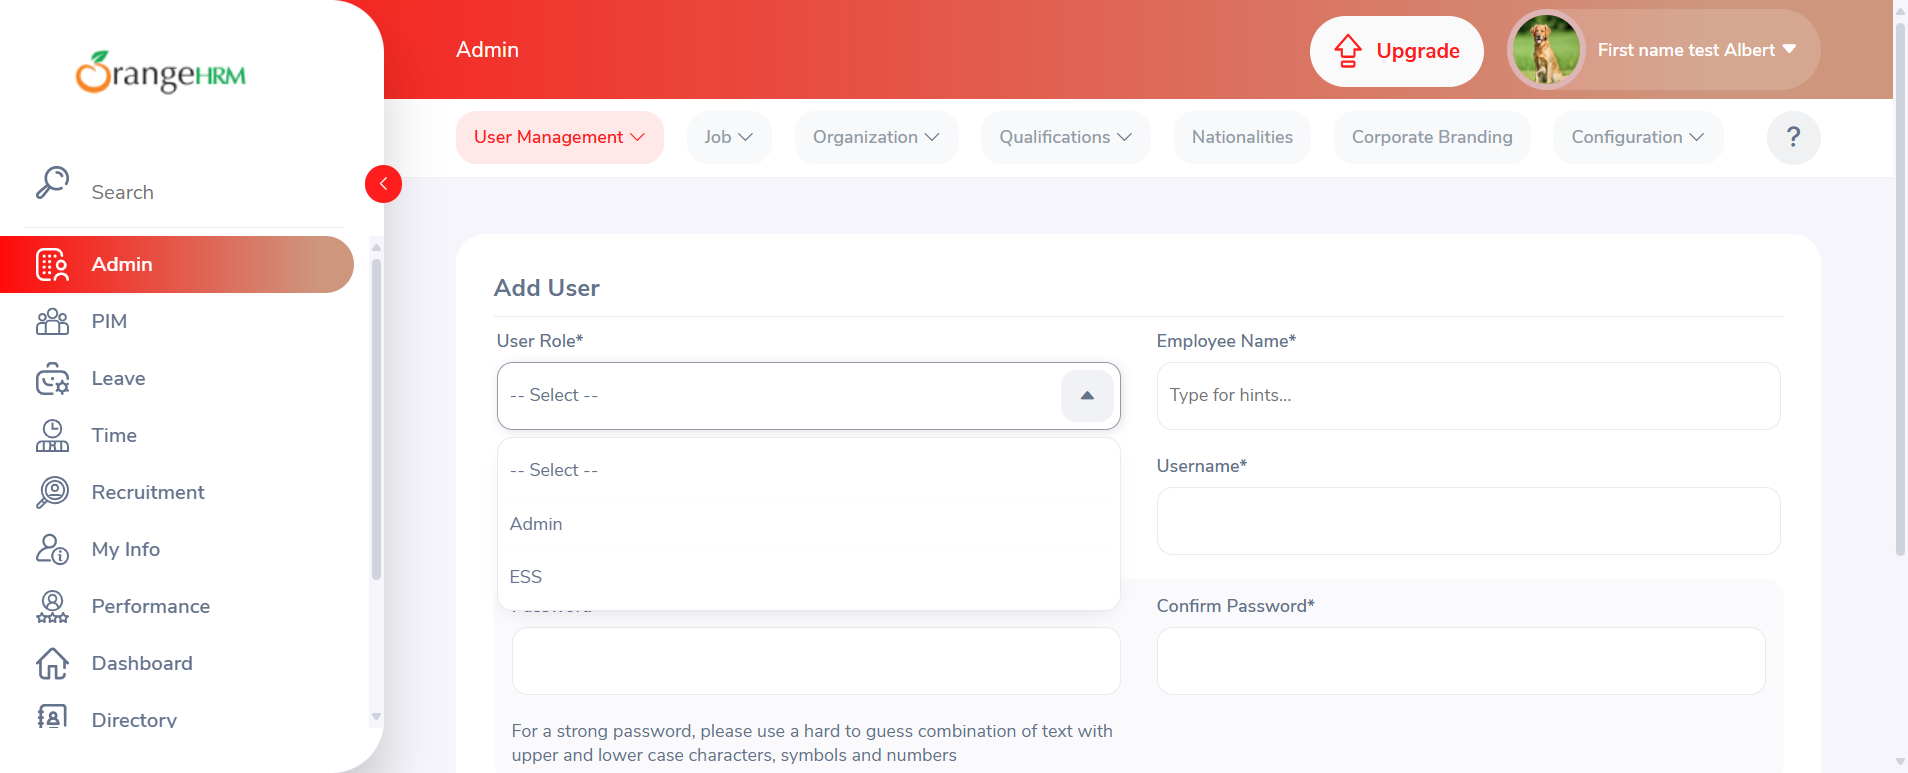 OrangeHRM
Search
Admin
PIM
Leave
Time
Recruitment
My Info
Performance
Dashboard
Directory
Admin
Upgrade
First name test Albert
User Management
Job
Organization
Qualifications
Nationalities
Corporate Branding
Configuration
?
Add User
User Role*
-- Select --
-- Select --
Admin
ESS
Employee Name*
Type for hints...
Username*
Confirm Password*
For a strong password, please use a hard to guess combination of text with
upper and lower case characters, symbols and numbers